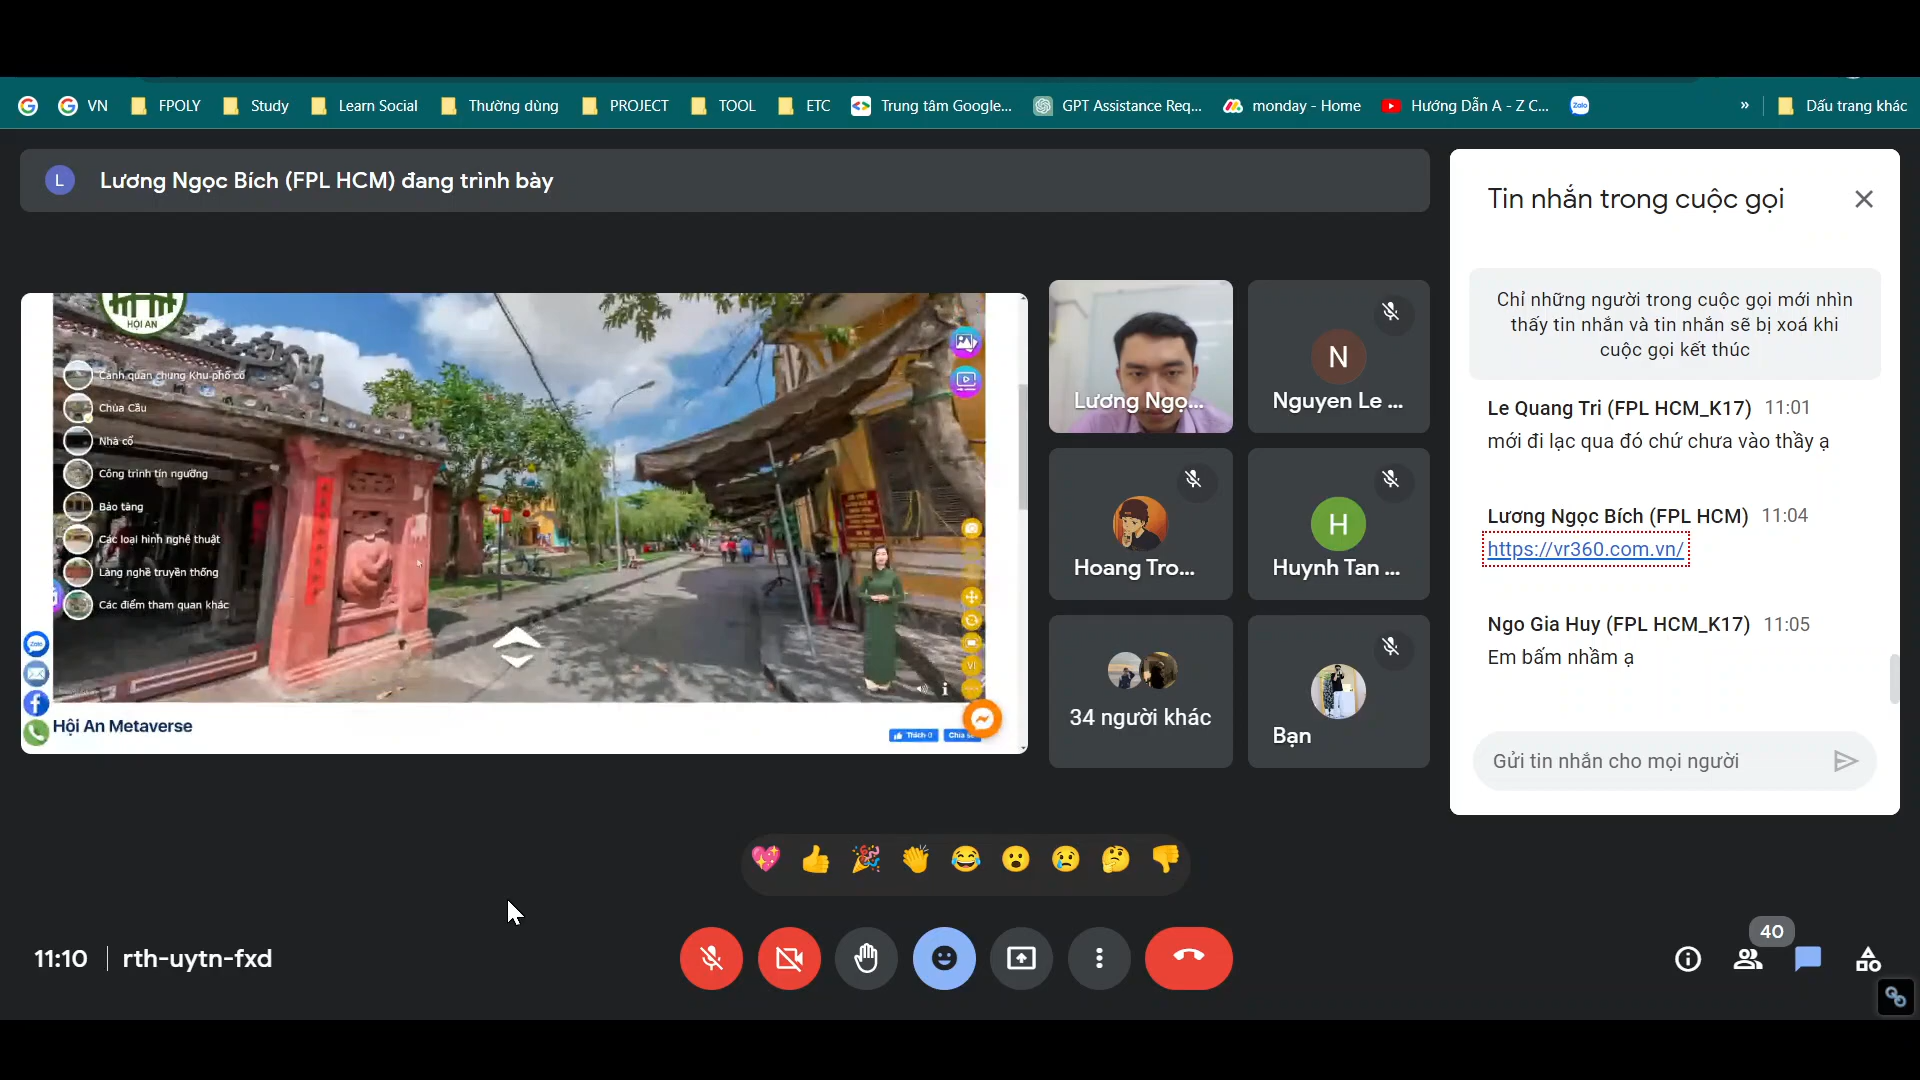 VN
FPOLY
Study
Learn Social
Thường dùng
PROJECT
TOOL
ETC
Trung tâm Google...
GPT Assistance Req...
monday - Home
Hướng Dẫn A - Z C...
Zalo
»
Dấu trang khác
L
Lương Ngọc Bích (FPL HCM) đang trình bày
HỘI AN
Cảnh quan chung Khu phố cổ
Chùa Cầu
Nhà cổ
Công trình tín ngưỡng
Bảo tàng
Các loại hình nghệ thuật
Làng nghề truyền thống
Các điểm tham quan khác
Zalo
VI
Hội An Metaverse
Thích 0
Chia sẻ
Lương Ngọ...
N
Nguyen Le ...
Hoang Tro...
H
Huynh Tan ...
34 người khác
Bạn
Tin nhắn trong cuộc gọi
Chỉ những người trong cuộc gọi mới nhìn
thấy tin nhắn và tin nhắn sẽ bị xoá khi
cuộc gọi kết thúc
Le Quang Tri (FPL HCM_K17) 11:01
mới đi lạc qua đó chứ chưa vào thầy ạ
Lương Ngọc Bích (FPL HCM) 11:04
https://vr360.com.vn/
Ngo Gia Huy (FPL HCM_K17) 11:05
Em bấm nhầm ạ
Gửi tin nhắn cho mọi người
11:10
rth-uytn-fxd
40